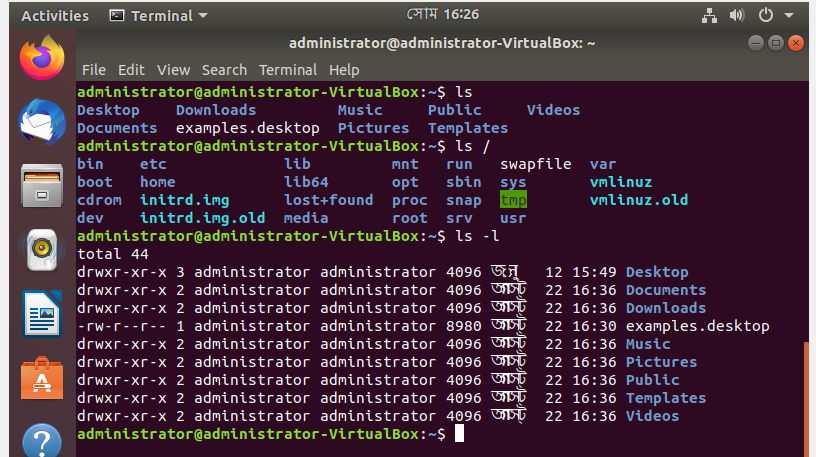 Activities Terminal সোম 16:26
administrator@administrator-VirtualBox: ~
File Edit View Search Terminal Help
administrator@administrator-VirtualBox:~$ ls
Desktop Downloads Music Public Videos
Documents examples.desktop Pictures Templates
administrator@administrator-VirtualBox:~$ ls /
bin etc lib mnt run swapfile var
boot home lib64 opt sbin sys vmlinuz
cdrom initrd.img lost+found proc snap tmp vmlinuz.old
dev initrd.img.old media root srv usr
administrator@administrator-VirtualBox:~$ ls -l
total 44
drwxr-xr-x 3 administrator administrator 4096 12 15:49 Desktop
drwxr-xr-x 2 administrator administrator 4096 22 16:36 Documents
drwxr-xr-x 2 administrator administrator 4096 22 16:36 Downloads
-rw-r--r-- 1 administrator administrator 8980 22 16:30 examples.desktop
drwxr-xr-x 2 administrator administrator 4096 22 16:36 Music
drwxr-xr-x 2 administrator administrator 4096 22 16:36 Pictures
drwxr-xr-x 2 administrator administrator 4096 22 16:36 Public
drwxr-xr-x 2 administrator administrator 4096 22 16:36 Templates
drwxr-xr-x 2 administrator administrator 4096 22 16:36 Videos
administrator@administrator-VirtualBox:~$